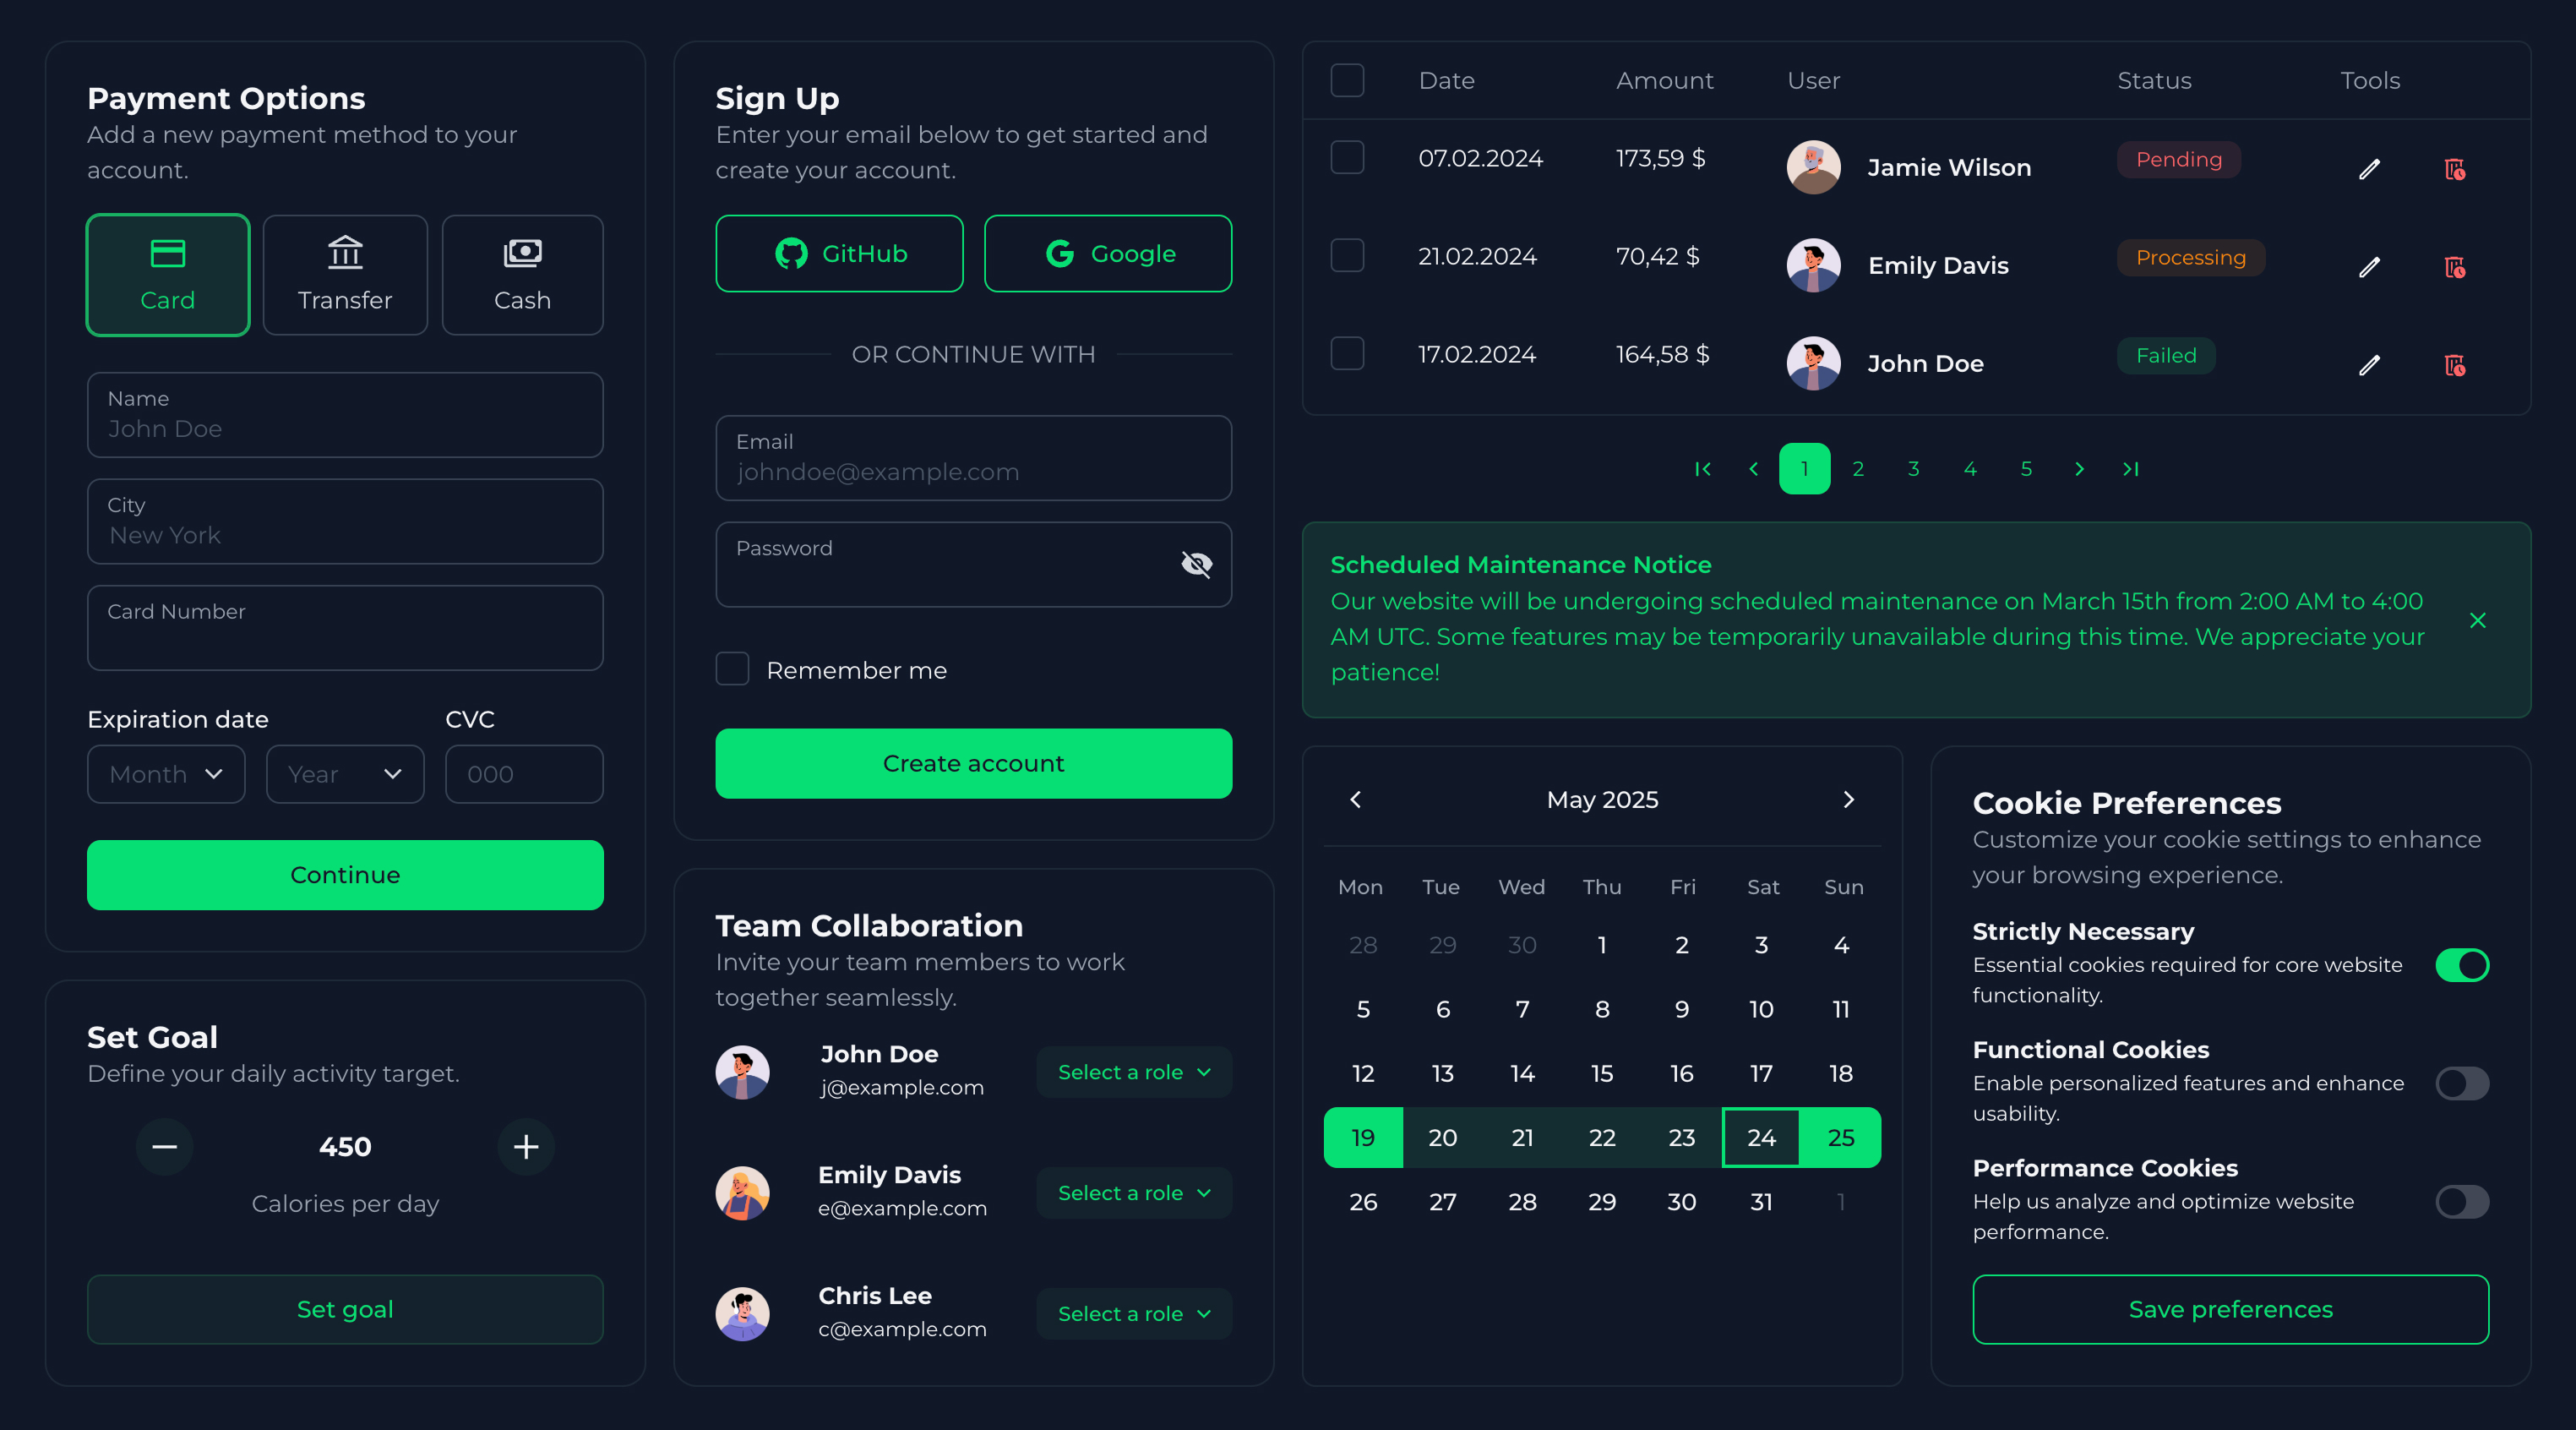 Payment Options
Add a new payment method to your
account.
Card
Transfer
Cash
Name
John Doe
City
New York
Card Number
Expiration date
CVC
Month
Year
000
Continue
Set Goal
Define your daily activity target.
450
Calories per day
Set goal
Sign Up
Enter your email below to get started and
create your account.
GitHub
Google
OR CONTINUE WITH
Email
johndoe@example.com
Password
Remember me
Create account
Team Collaboration
Invite your team members to work
together seamlessly.
John Doe
j@example.com
Select a role
Emily Davis
e@example.com
Select a role
Chris Lee
c@example.com
Select a role
Date Amount User Status Tools
07.02.2024 173,59 $ Jamie Wilson Pending
21.02.2024 70,42 $ Emily Davis Processing
17.02.2024 164,58 $ John Doe Failed
1 2 3 4 5
Scheduled Maintenance Notice
Our website will be undergoing scheduled maintenance on March 15th from 2:00 AM to 4:00
AM UTC. Some features may be temporarily unavailable during this time. We appreciate your
patience!
May 2025
Mon Tue Wed Thu Fri Sat Sun
28 29 30 1 2 3 4
5 6 7 8 9 10 11
12 13 14 15 16 17 18
19 20 21 22 23 24 25
26 27 28 29 30 31 1
Cookie Preferences
Customize your cookie settings to enhance
your browsing experience.
Strictly Necessary
Essential cookies required for core website
functionality.
Functional Cookies
Enable personalized features and enhance
usability.
Performance Cookies
Help us analyze and optimize website
performance.
Save preferences